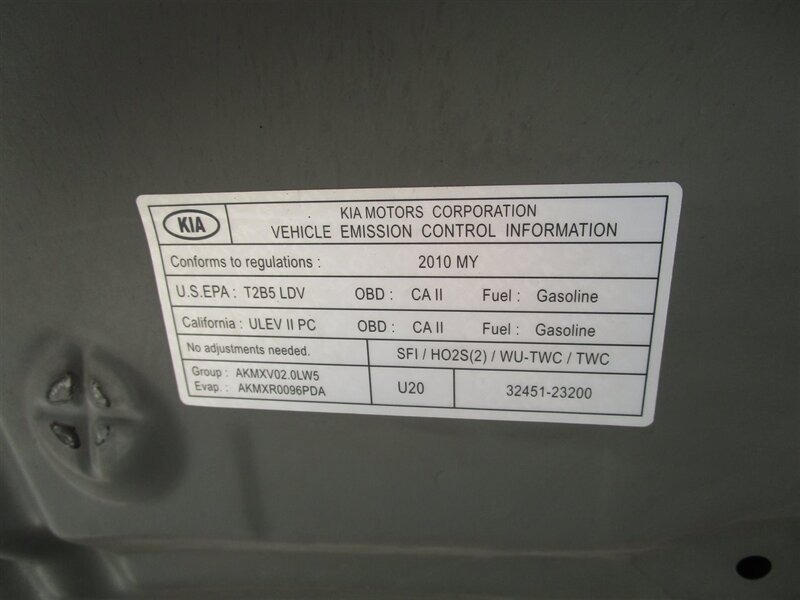 KIA
KIA MOTORS CORPORATION
VEHICLE EMISSION CONTROL INFORMATION
Conforms to regulations : 2010 MY
U.S.EPA : T2B5 LDV OBD : CA II Fuel : Gasoline
California : ULEV II PC OBD : CA II Fuel : Gasoline
No adjustments needed. SFI / HO2S(2) / WU-TWC / TWC
Group : AKMXV02.0LW5
Evap. : AKMXR0096PDA
U20 32451-23200